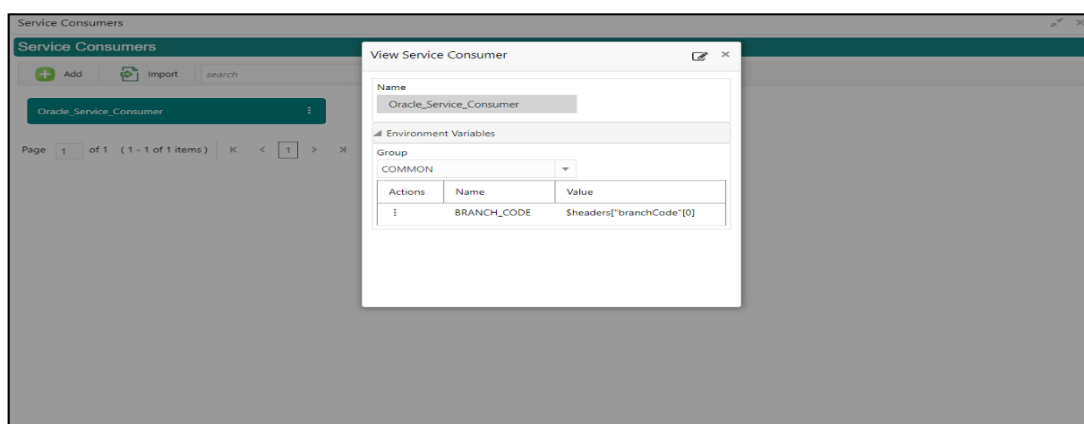 Service Consumers
Service Consumers
Add Import search
Oracle_Service_Consumer
Page 1 of 1 (1 - 1 of 1 items) K < 1 > >|
View Service Consumer
Name
Oracle_Service_Consumer
Environment Variables
Group
COMMON
Actions Name Value
BRANCH_CODE $headers["branchCode"[0]